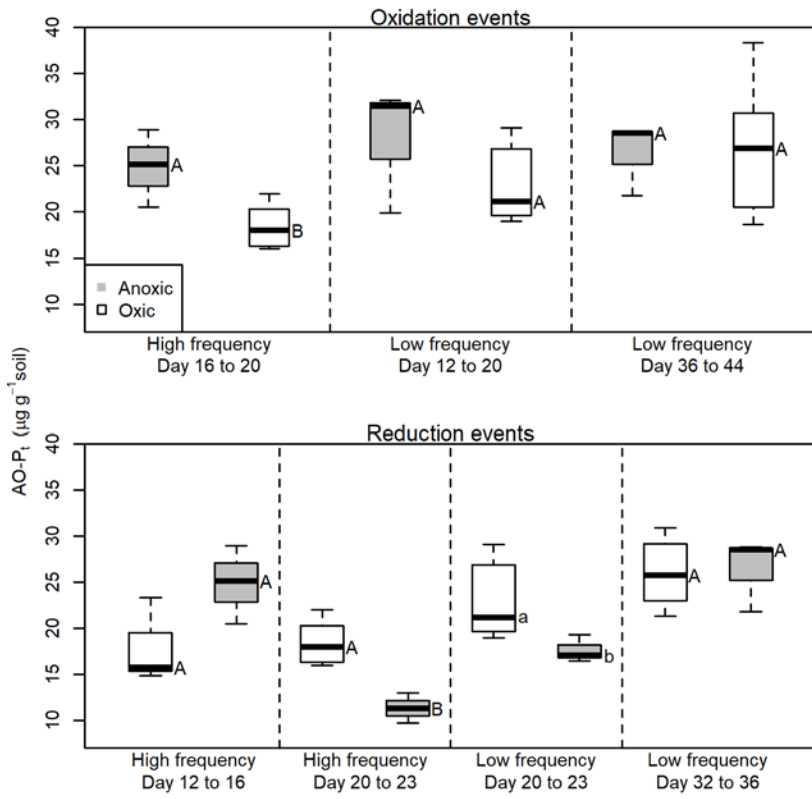 Oxidation events
40
35
30
25
20
15
10
A
B
A
A
A
A
Anoxic
Oxic
High frequency
Day 16 to 20
Low frequency
Day 12 to 20
Low frequency
Day 36 to 44
AO-Pt (µg g⁻¹soil)
Reduction events
40
35
30
25
20
15
10
A
A
A
B
a
b
A
A
High frequency
Day 12 to 16
High frequency
Day 20 to 23
Low frequency
Day 20 to 23
Low frequency
Day 32 to 36